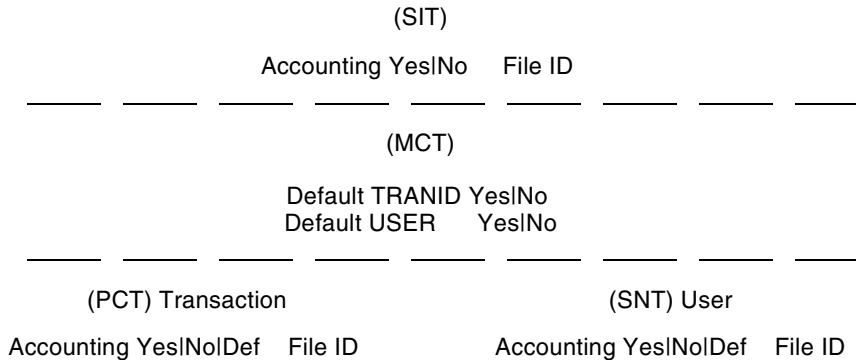 (SIT)
Accounting Yes|No File ID
(MCT)
Default TRANID Yes|No
Default USER Yes|No
(PCT) Transaction (SNT) User
Accounting Yes|No|Def File ID Accounting Yes|No|Def File ID